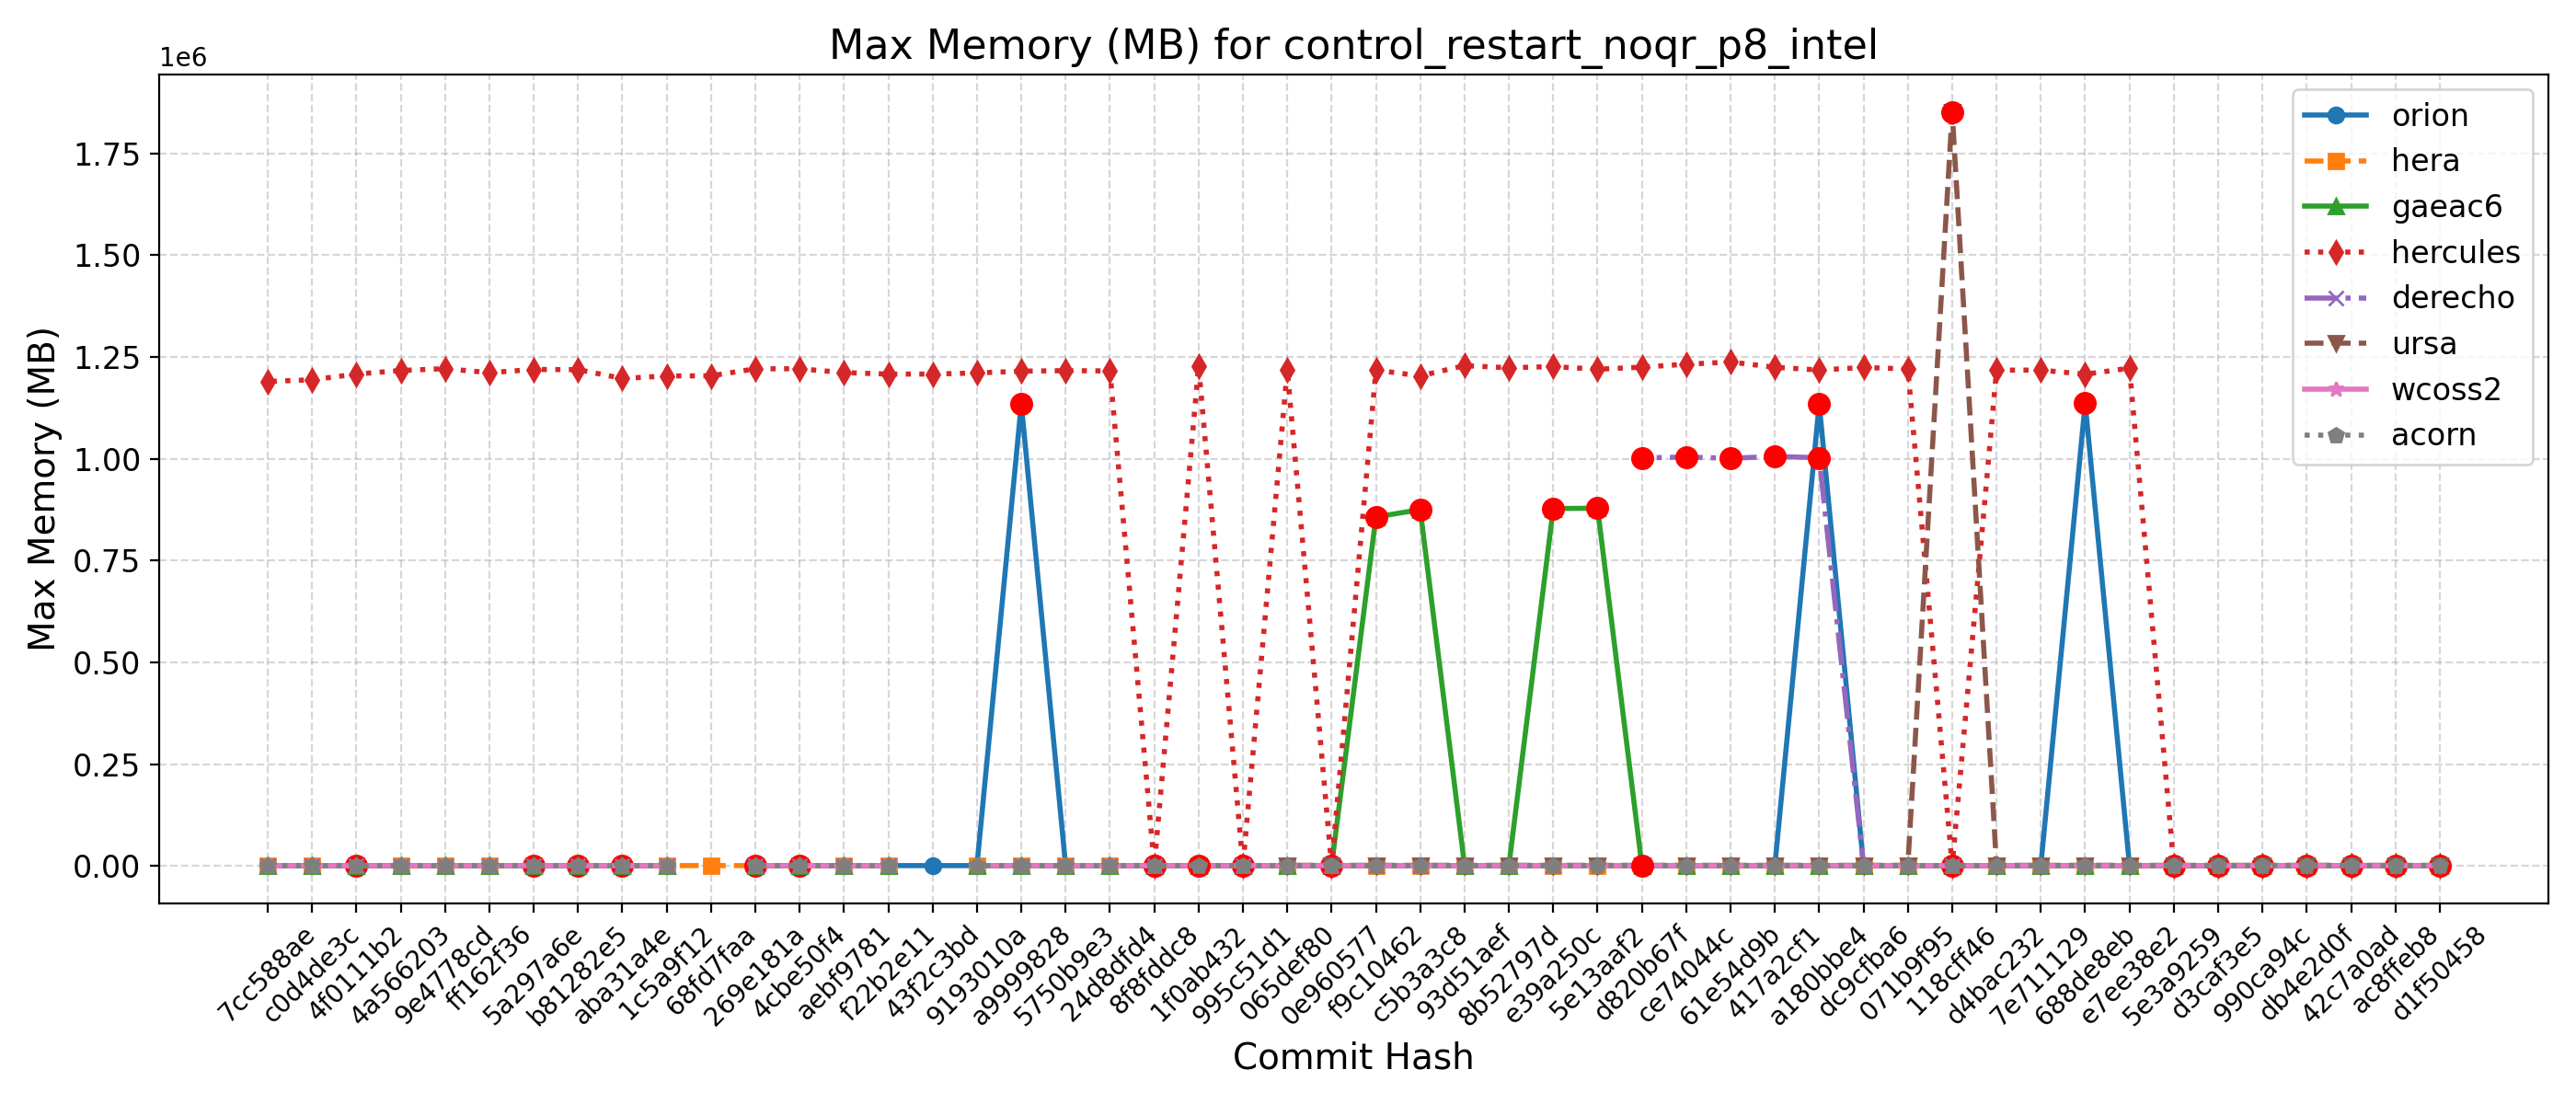 Max Memory (MB) for control_restart_noqr_p8_intel
1e6
1.75
1.50
1.25
1.00
0.75
0.50
0.25
0.00
Max Memory (MB)
orion
hera
gaeac6
hercules
derecho
ursa
wcoss2
acorn
7cc588ae
c0d4de3c
4f0111b2
4a566203
9e4778cd
ff162f36
5a297a6e
b81282e5
aba31a4e
1c5a9f12
68fd7faa
269e181a
4cbe50f4
aebf9781
f22b2e11
43f2c3bd
9193010a
a9999828
5750b9e3
24d8dfd4
8f8fddc8
1f0ab432
995c51d1
065def80
0e960577
f9c10462
c5b3a3c8
93d51aef
8b52797d
e39a250c
5e13aaf2
d820b67f
ce74044c
61e54d9b
417a2cf1
a180bbe4
dc9cfba6
071b9f95
118cff46
d4bac232
7e711129
688de8eb
e7ee38e2
5e3a9259
d3caf3e5
990ca94c
db4e2d0f
42c7a0ad
ac8ffeb8
d1f50458
Commit Hash